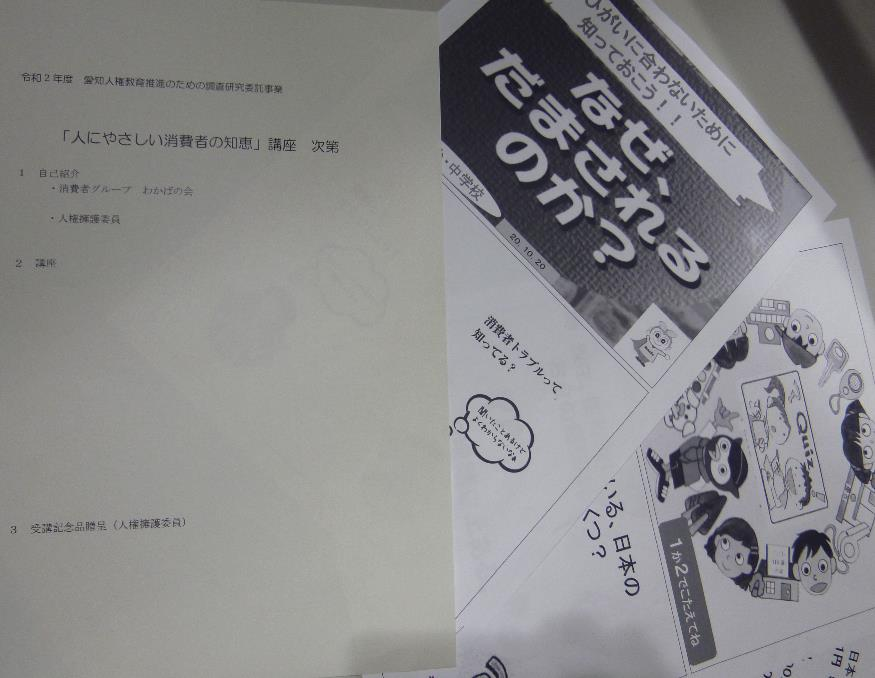 令和２年度　愛知人権教育推進のための調査研究委託事業
「人にやさしい消費者の知恵」講座　次第
１　自己紹介
・消費者グループ　わかばの会
・人権擁護委員
２　講座
３　受講記念品贈呈（人権擁護委員）
ひがいに合わないために
知っておこう！！
なぜ、
だまされる
のか？
・中学校
20.10.20
消費者トラブルって
知ってる？
聞いたことあるけど
よくわからないなぁ
Quiz
１か２でこたえてね
いる、日本の
くつ？
日本
1円